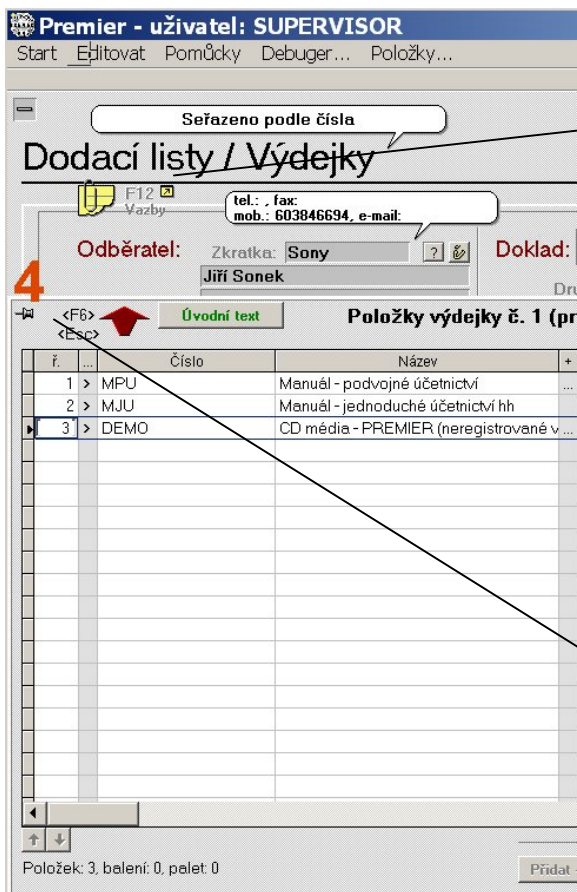 Premier - uživatel: SUPERVISOR
Start Editovat Pomůcky Debuger... Položky...
Seřazeno podle čísla
Dodací listy / Výdejky
F12
Vazby
tel.: , fax:
mob.: 603846694, e-mail:
Odběratel: Zkratka: Sony ? Doklad:
Jiří Sonek
Dru
4
<F6> Úvodní text Položky výdejky č. 1 (pr
<Esc>
ř. ... Číslo Název +
1 > MPU Manuál - podvojné účetnictví ...
2 > MJU Manuál - jednoduché účetnictví hh
3 > DEMO CD média - PREMIER (neregistrované v ...
Položek: 3, balení: 0, palet: 0 Přidat